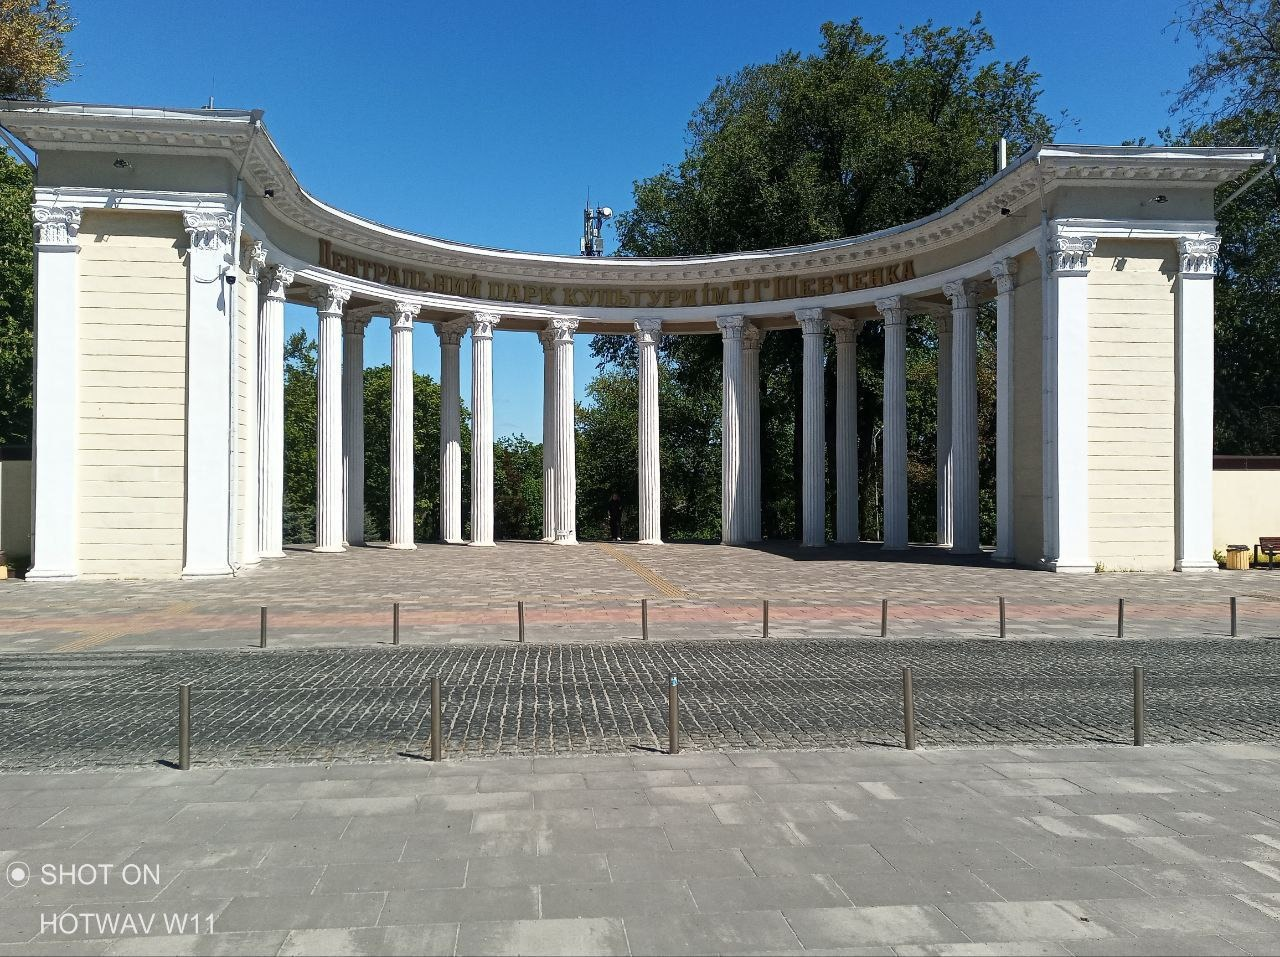 ЦЕНТРАЛЬНИЙ ПАРК КУЛЬТУРИ ІМ Т Г ШЕВЧЕНКА
SHOT ON
HOTWAV W11